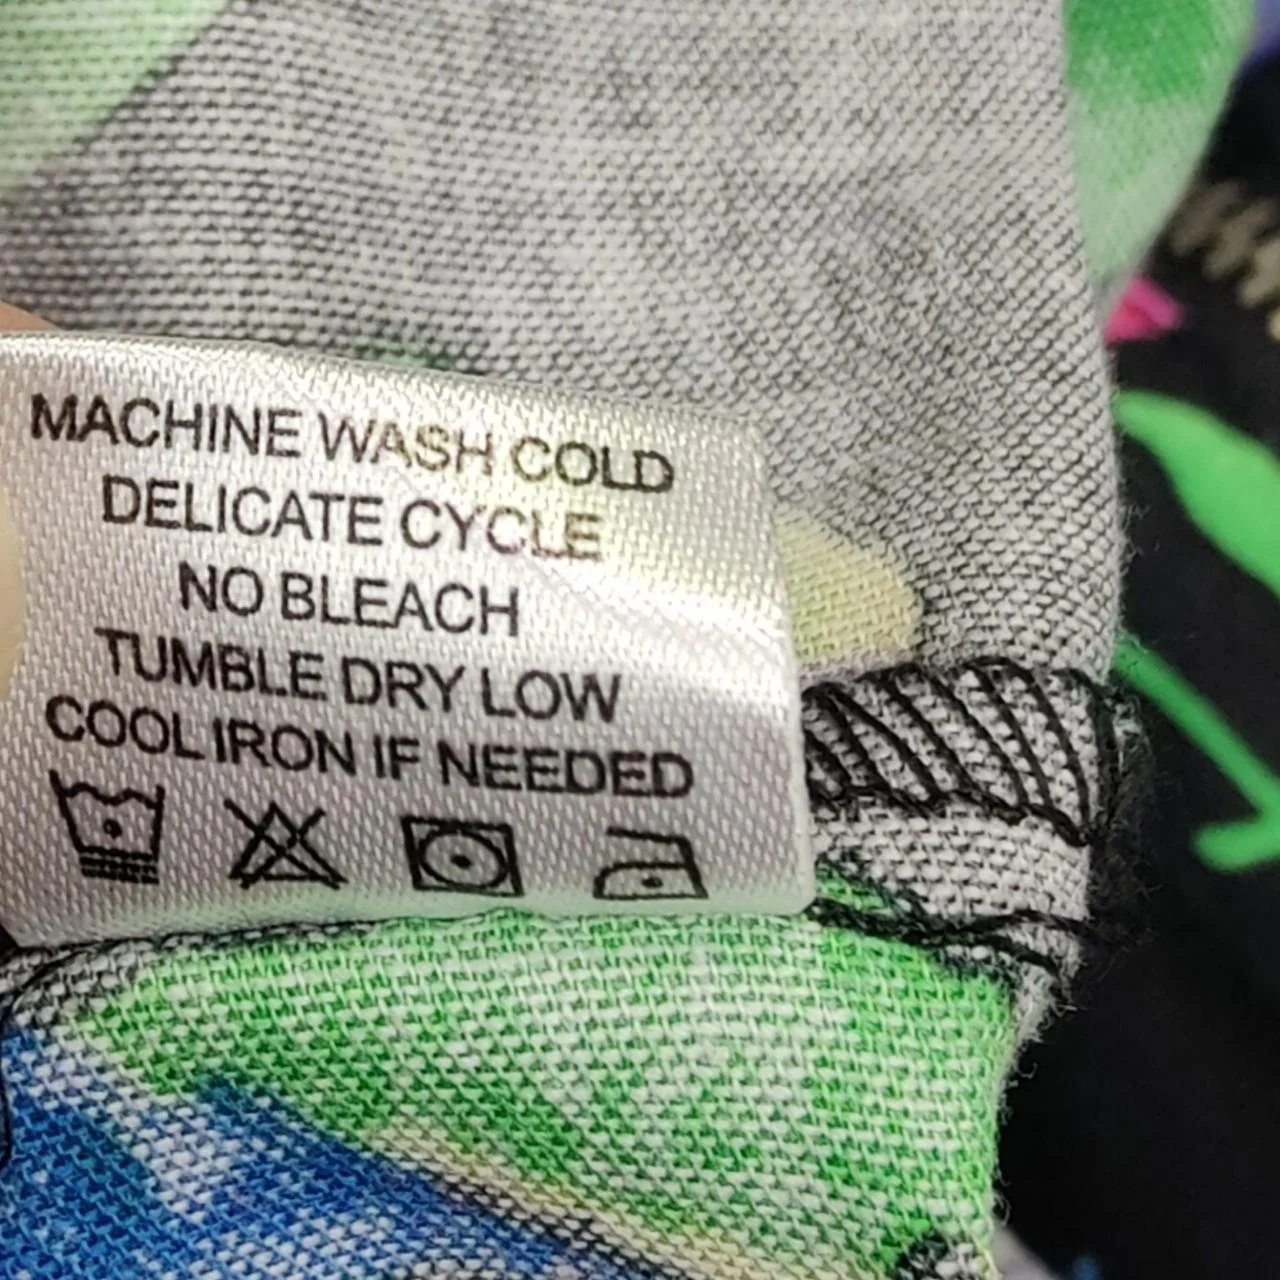 MACHINE WASH COLD
DELICATE CYCLE
NO BLEACH
TUMBLE DRY LOW
COOL IRON IF NEEDED